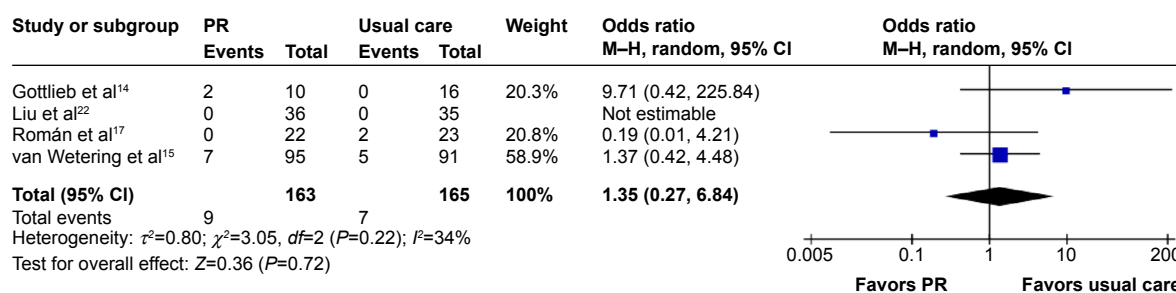 Study or subgroup PR Usual care Weight Odds ratio Odds ratio
Events Total Events Total M–H, random, 95% CI M–H, random, 95% CI
Gottlieb et al¹⁴ 2 10 0 16 20.3% 9.71 (0.42, 225.84)
Liu et al²² 0 36 0 35 Not estimable
Román et al¹⁷ 0 22 2 23 20.8% 0.19 (0.01, 4.21)
van Wetering et al¹⁵ 7 95 5 91 58.9% 1.37 (0.42, 4.48)
Total (95% CI) 163 165 100% 1.35 (0.27, 6.84)
Total events 9 7
Heterogeneity: τ²=0.80; χ²=3.05, df=2 (P=0.22); I²=34%
Test for overall effect: Z=0.36 (P=0.72)
0.005 0.1 1 10 200
Favors PR Favors usual care